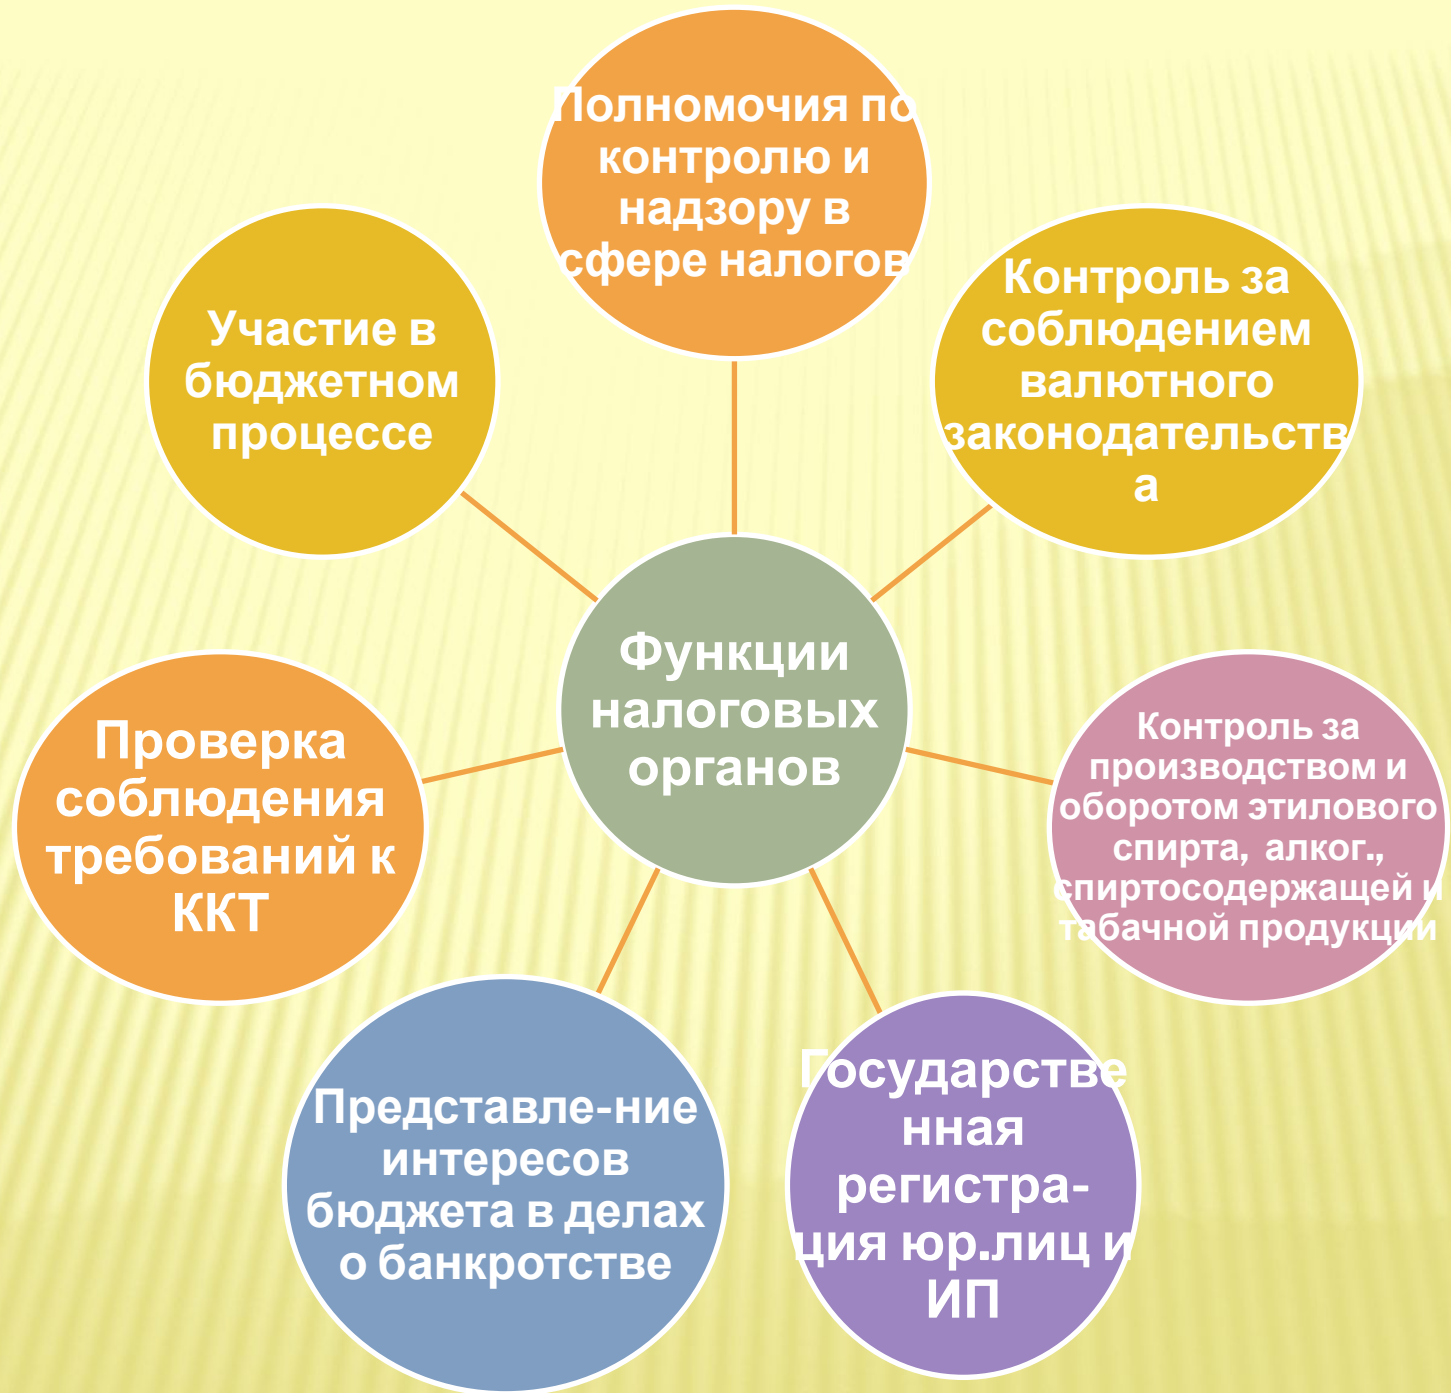 Полномочия по
контролю и
надзору в
сфере налогов
Контроль за
соблюдением
валютного
законодательств
а
Контроль за
производством и
оборотом этилового
спирта, алког.,
спиртосодержащей и
табачной продукции
Государстве
нная
регистра-
ция юр.лиц и
ИП
Представле-ние
интересов
бюджета в делах
о банкротстве
Проверка
соблюдения
требований к
ККТ
Участие в
бюджетном
процессе
Функции
налоговых
органов